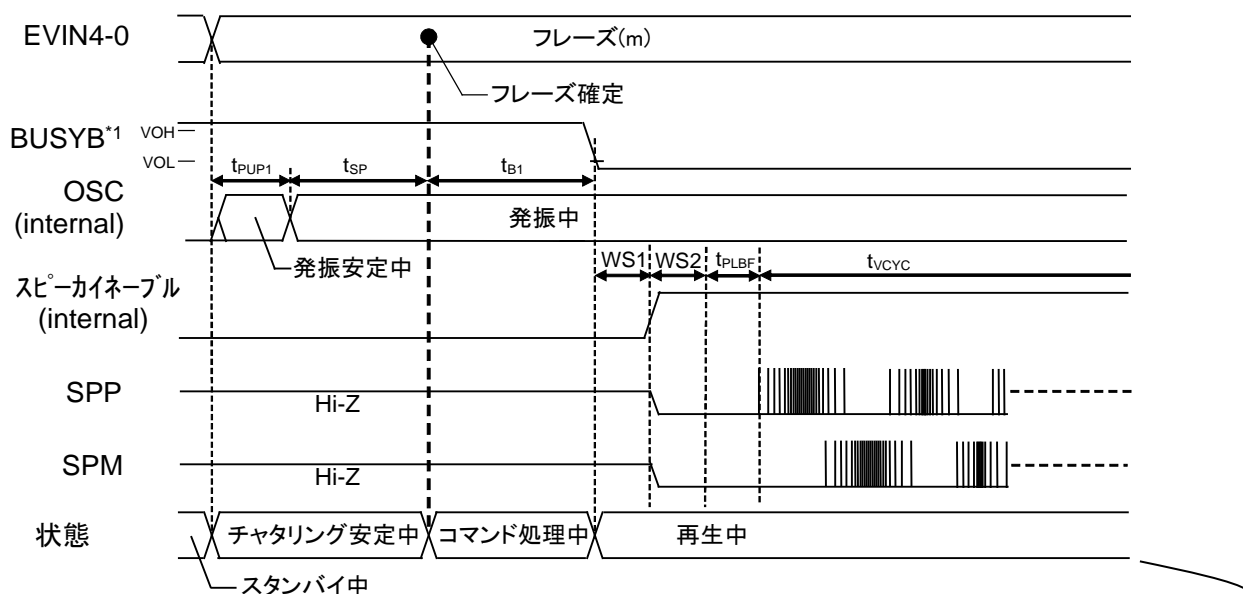 EVIN4-0
フレーズ(m)
フレーズ確定
BUSYB*1
VOH
VOL
tPUP1
tSP
tB1
OSC
(internal)
発振中
発振安定中
WS1
WS2
tPLBF
tVCYC
スピーカイネーブル
(internal)
SPP
Hi-Z
SPM
Hi-Z
状態
チャタリング安定中
コマンド処理中
再生中
スタンバイ中